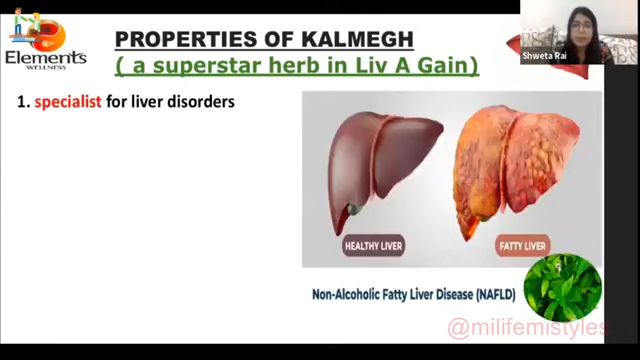 Elements
WELLNESS
PROPERTIES OF KALMEGH
( a superstar herb in Liv A Gain)
Shweta Rai
1. specialist for liver disorders
HEALTHY LIVER
FATTY LIVER
Non-Alcoholic Fatty Liver Disease (NAFLD)
@milifemistyles